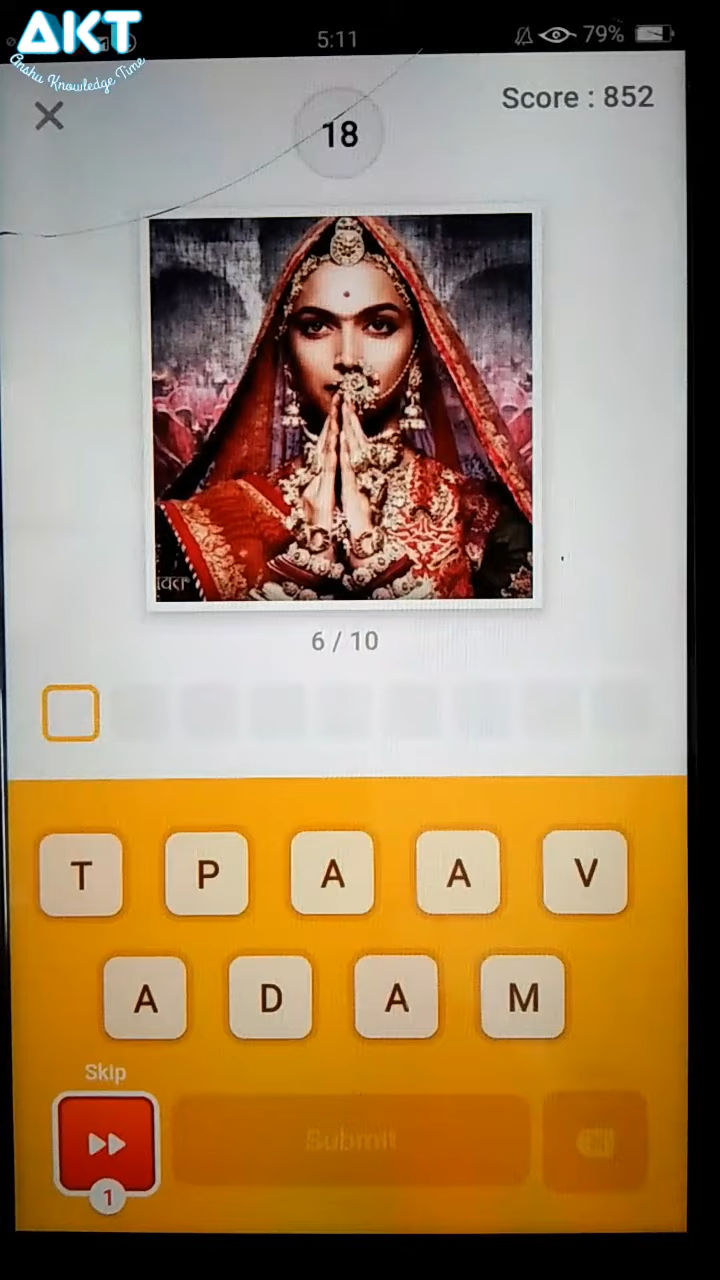 AKT
Anshu Knowledge Time
5:11
79%
Score : 852
18
6 / 10
T P A A V
A D A M
Skip
Submit
1